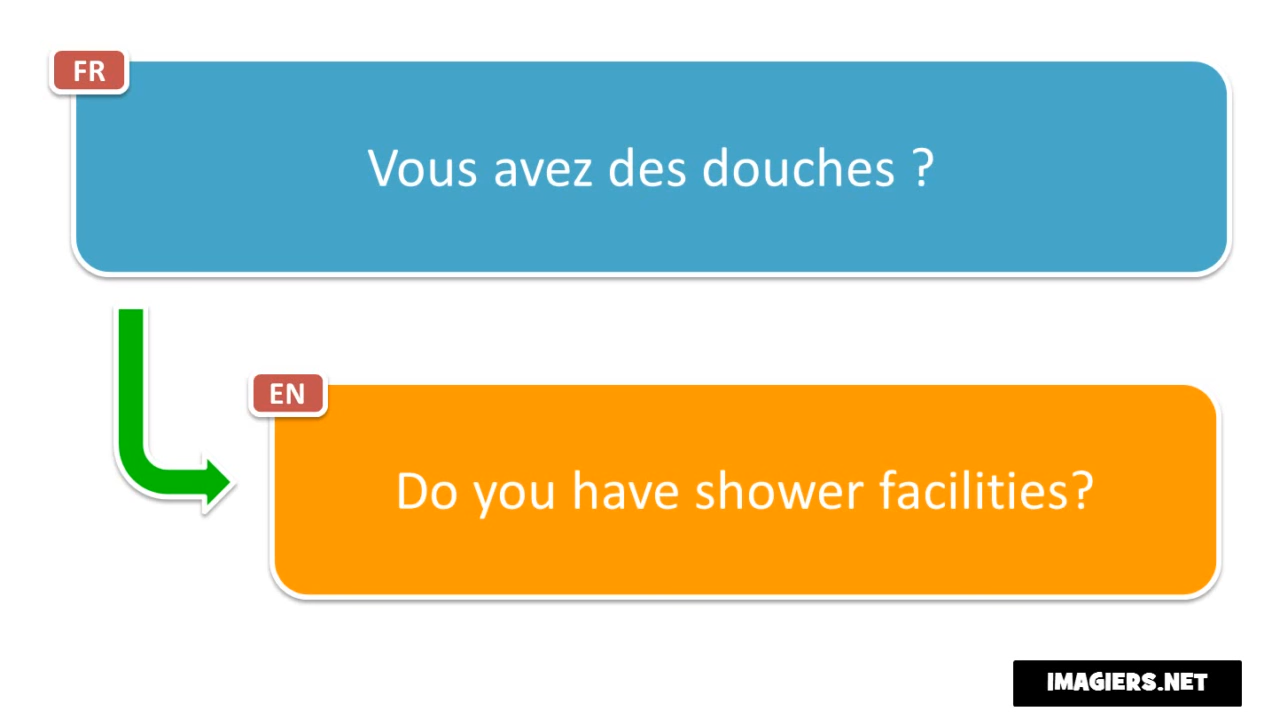 FR
Vous avez des douches ?
EN
Do you have shower facilities?
IMAGIERS.NET